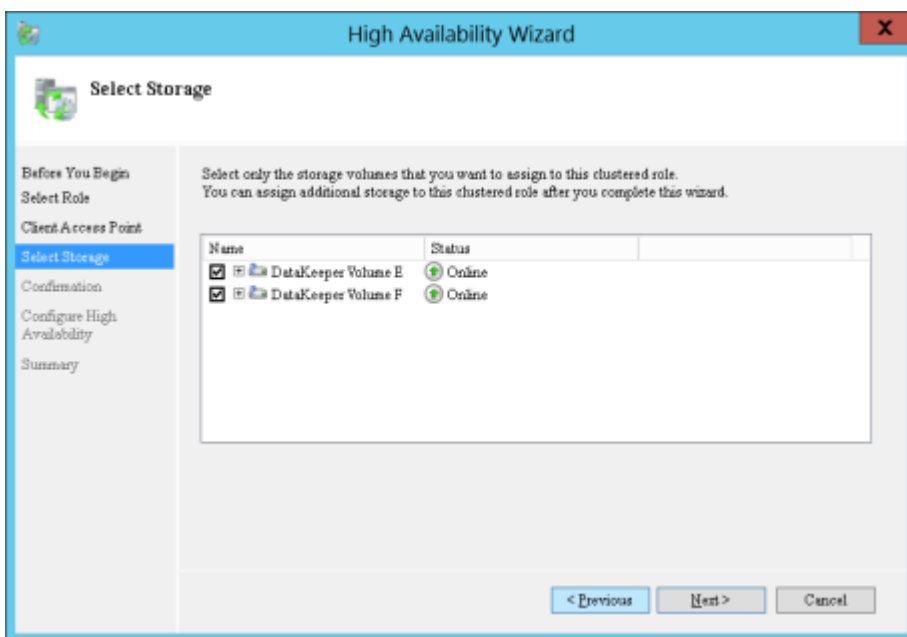 High Availability Wizard
Select Storage
Before You Begin
Select Role
Client Access Point
Select Storage
Confirmation
Configure High
Availability
Summary
Select only the storage volumes that you want to assign to this clustered role.
You can assign additional storage to this clustered role after you complete this wizard.
Name Status
DataKeeper Volume E Online
DataKeeper Volume F Online
< Previous Next > Cancel